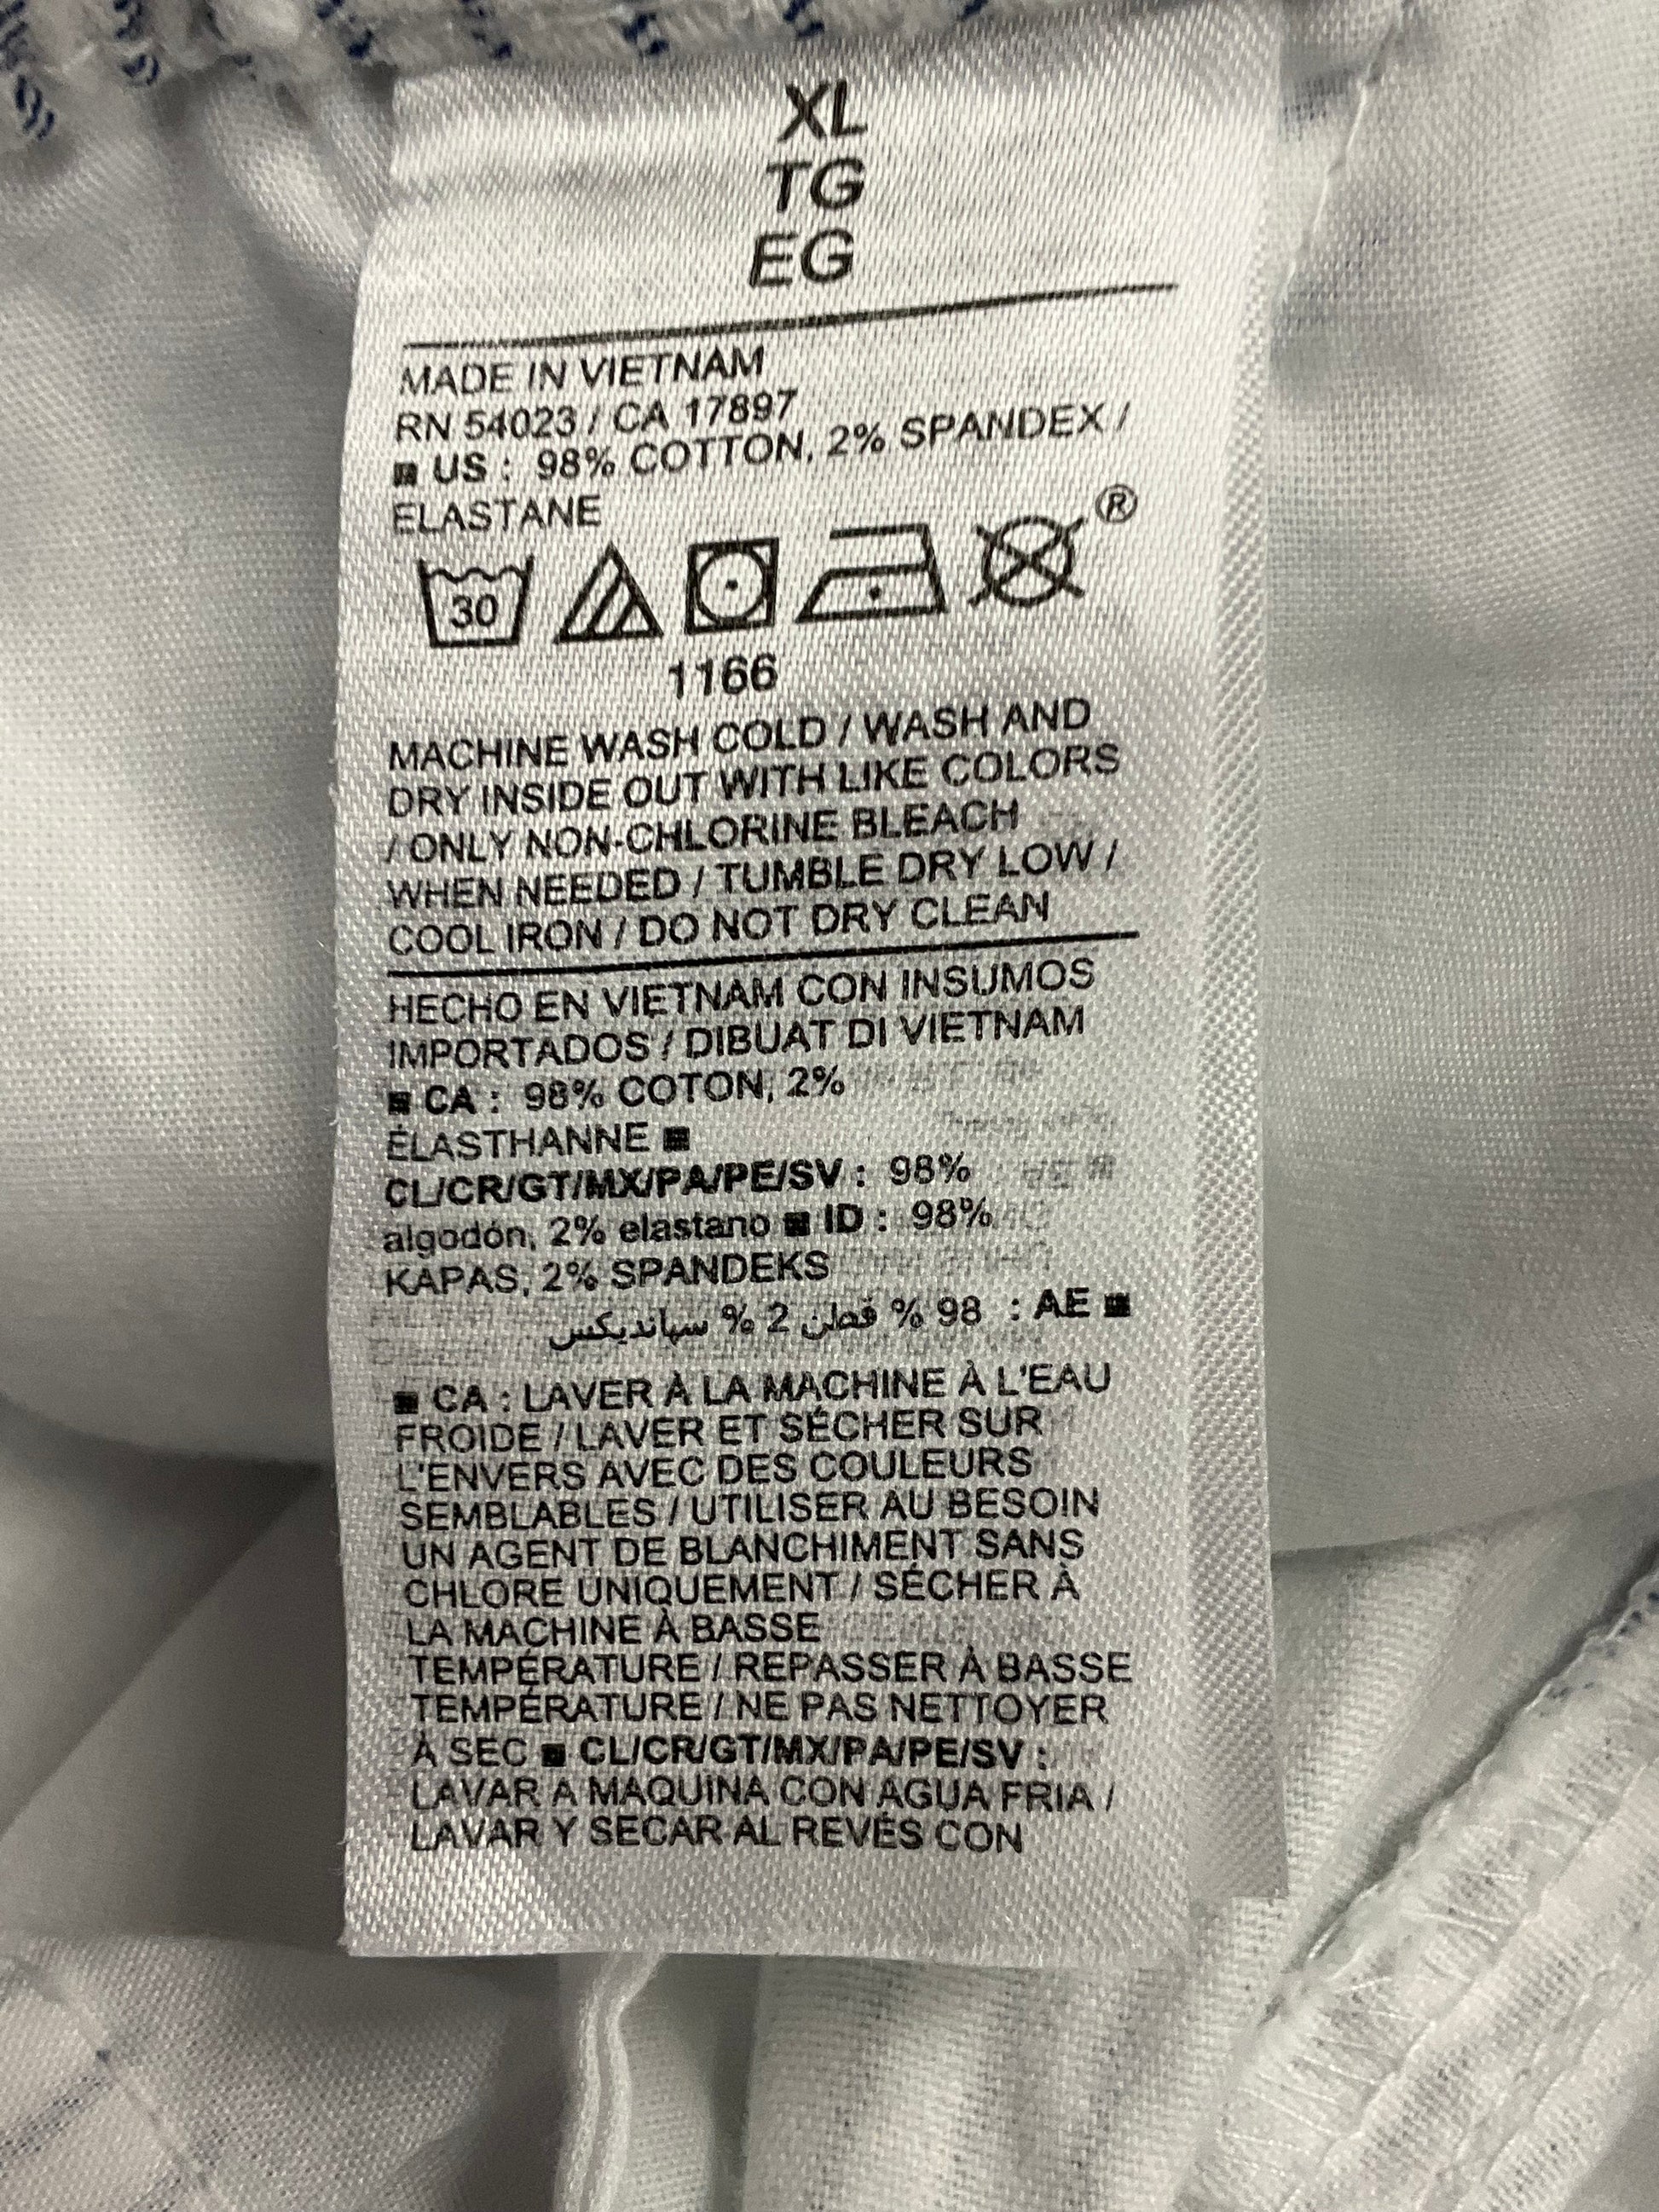 XL
TG
EG
MADE IN VIETNAM
RN 54023 / CA 17897
■ US : 98% COTTON, 2% SPANDEX /
ELASTANE
®
30
1166
MACHINE WASH COLD / WASH AND
DRY INSIDE OUT WITH LIKE COLORS
/ ONLY NON-CHLORINE BLEACH
WHEN NEEDED / TUMBLE DRY LOW /
COOL IRON / DO NOT DRY CLEAN
HECHO EN VIETNAM CON INSUMOS
IMPORTADOS / DIBUAT DI VIETNAM
■ CA : 98% COTON, 2%
ÉLASTHANNE ■
CL/CR/GT/MX/PA/PE/SV : 98%
algodón, 2% elastano ■ ID : 98%
KAPAS, 2% SPANDEKS
■ AE : 98 % قطن 2 % سپانديكس
■ CA : LAVER À LA MACHINE À L'EAU
FROIDE / LAVER ET SÉCHER SUR
L'ENVERS AVEC DES COULEURS
SEMBLABLES / UTILISER AU BESOIN
UN AGENT DE BLANCHIMENT SANS
CHLORE UNIQUEMENT / SÉCHER À
LA MACHINE À BASSE
TEMPÉRATURE / REPASSER À BASSE
TEMPÉRATURE / NE PAS NETTOYER
À SEC ■ CL/CR/GT/MX/PA/PE/SV :
LAVAR A MAQUINA CON AGUA FRIA /
LAVAR Y SECAR AL REVÉS CON